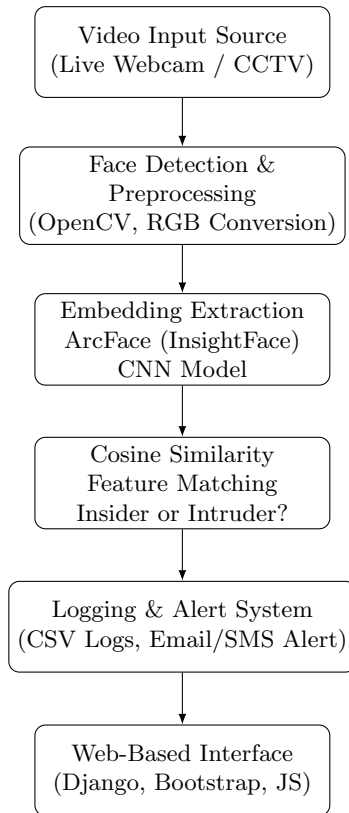 Video Input Source
(Live Webcam / CCTV)
Face Detection &
Preprocessing
(OpenCV, RGB Conversion)
Embedding Extraction
ArcFace (InsightFace)
CNN Model
Cosine Similarity
Feature Matching
Insider or Intruder?
Logging & Alert System
(CSV Logs, Email/SMS Alert)
Web-Based Interface
(Django, Bootstrap, JS)